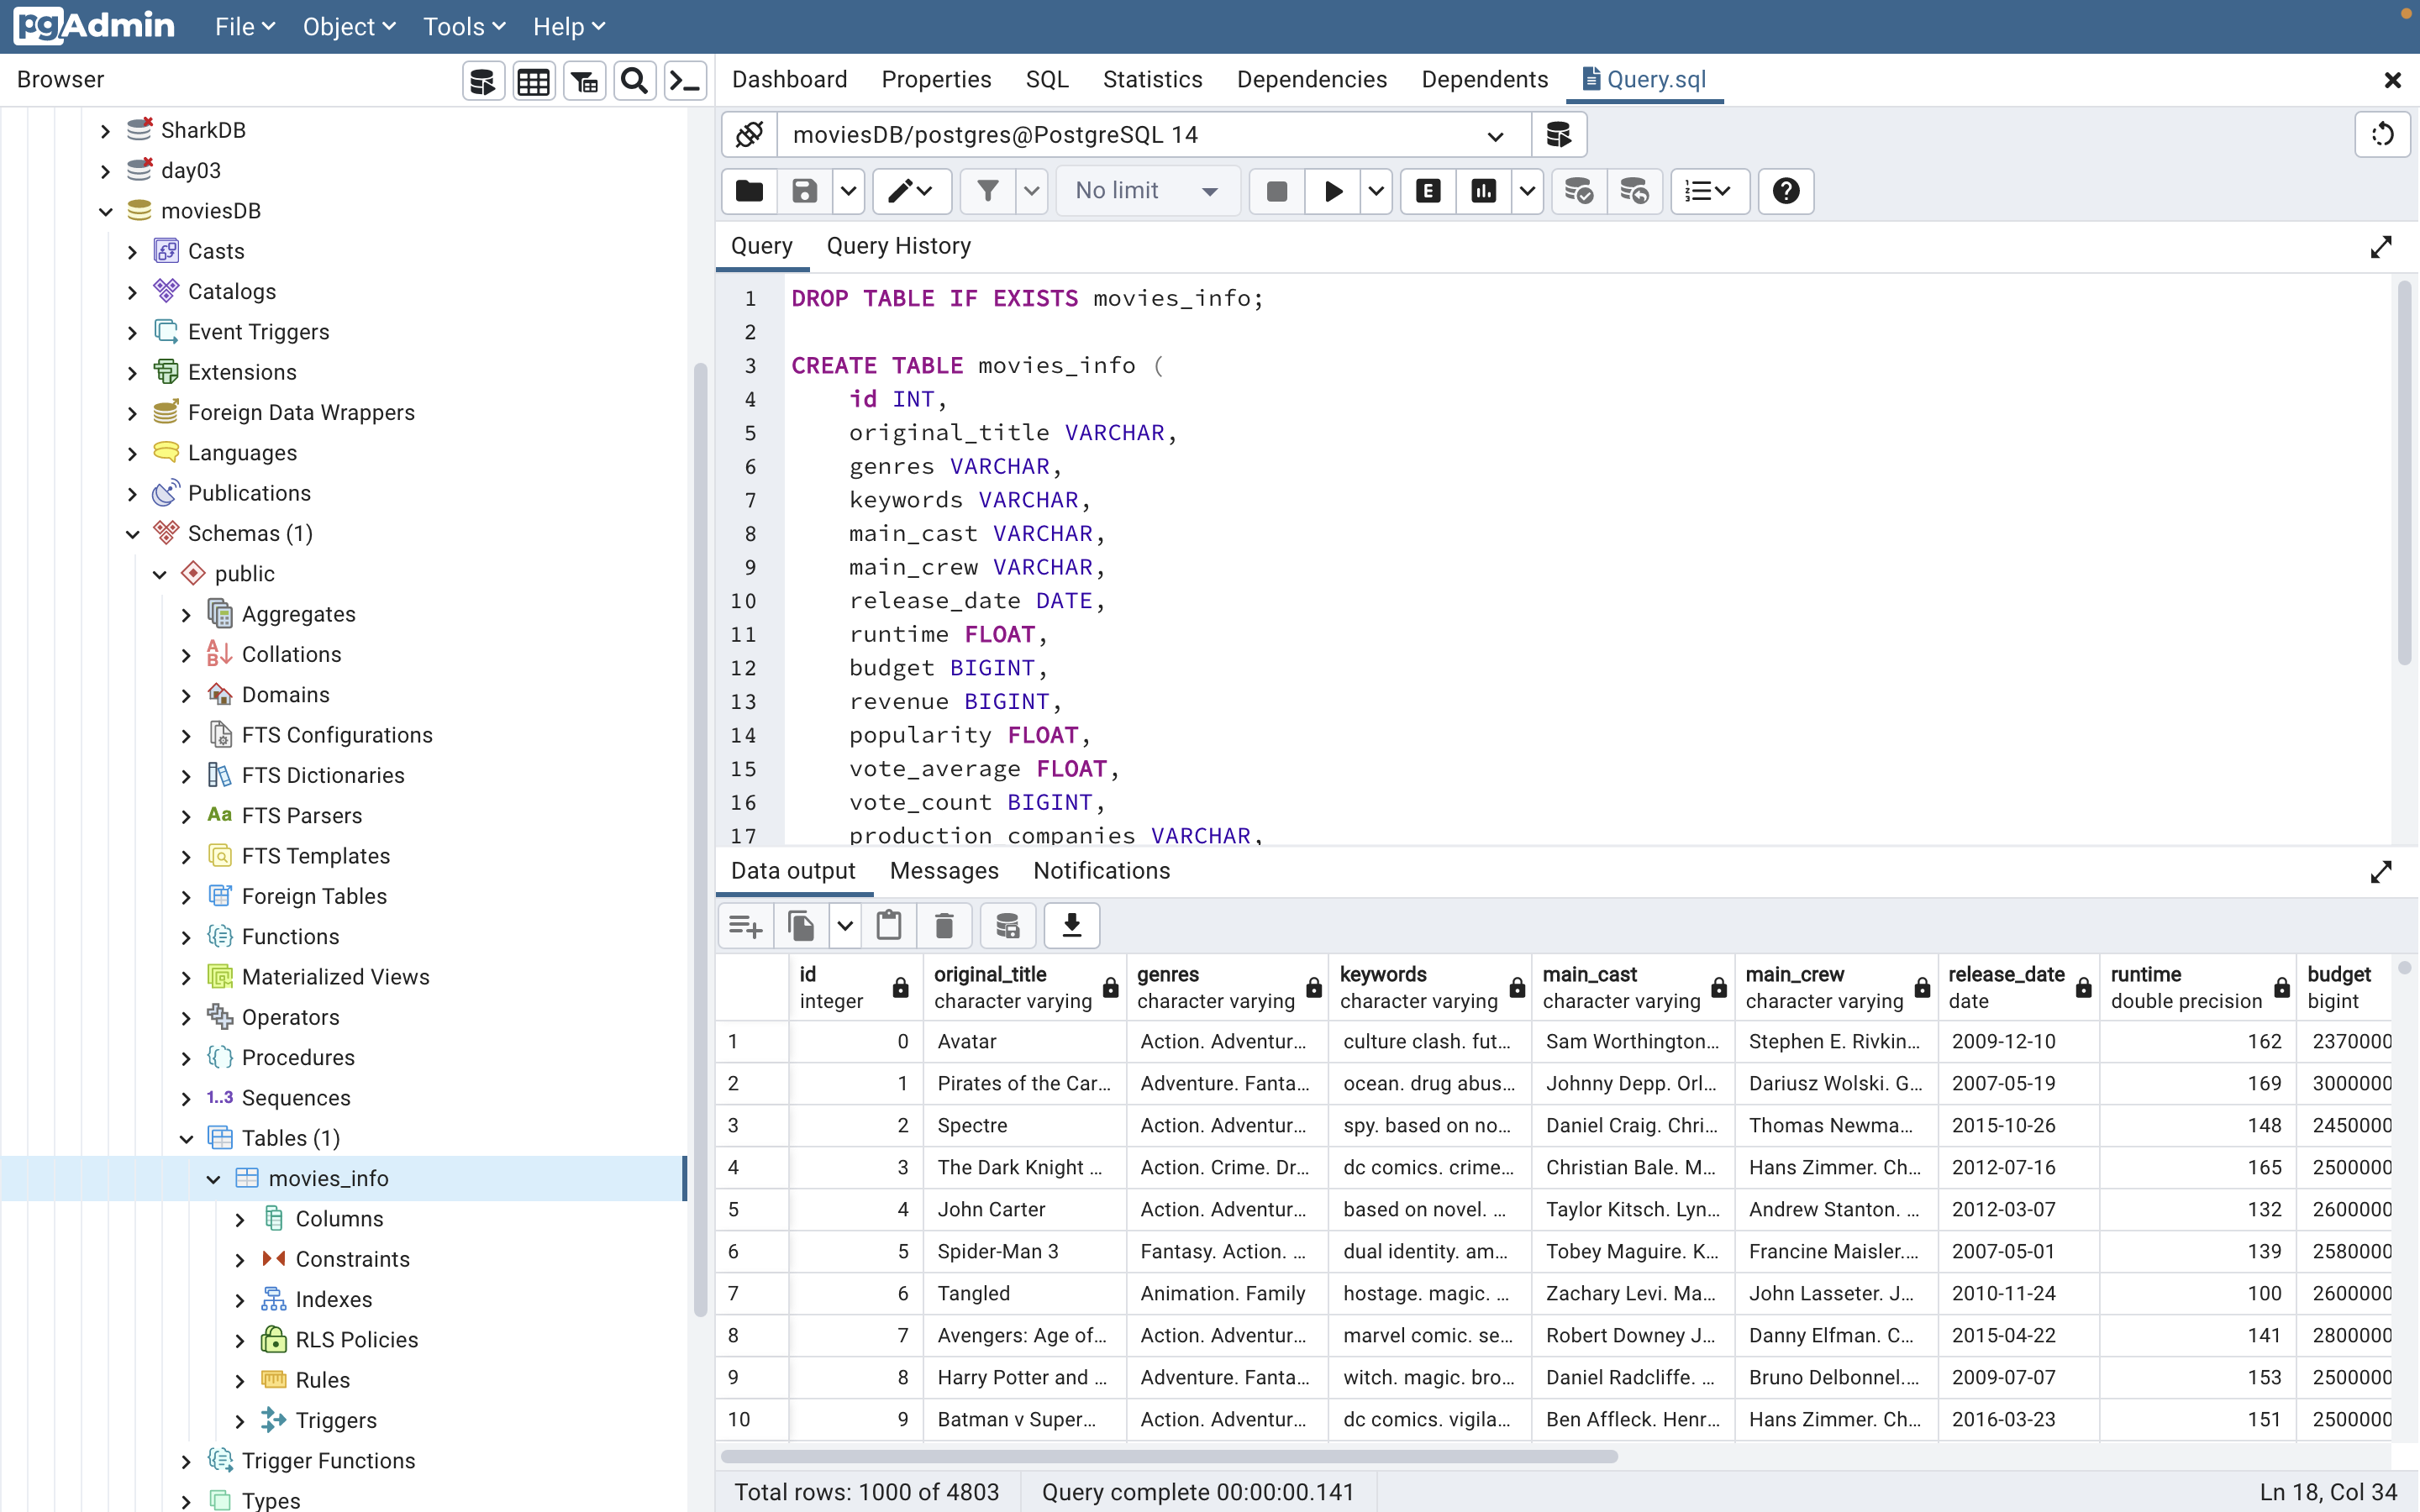 pgAdmin File Object Tools Help
Browser
SharkDB
day03
moviesDB
Casts
Catalogs
Event Triggers
Extensions
Foreign Data Wrappers
Languages
Publications
Schemas (1)
public
Aggregates
Collations
Domains
FTS Configurations
FTS Dictionaries
Aa FTS Parsers
FTS Templates
Foreign Tables
Functions
Materialized Views
Operators
Procedures
1..3 Sequences
Tables (1)
movies_info
Columns
Constraints
Indexes
RLS Policies
Rules
Triggers
Trigger Functions
Types
Dashboard Properties SQL Statistics Dependencies Dependents Query.sql
moviesDB/postgres@PostgreSQL 14
No limit E
Query Query History
1 DROP TABLE IF EXISTS movies_info;
2
3 CREATE TABLE movies_info (
4 id INT,
5 original_title VARCHAR,
6 genres VARCHAR,
7 keywords VARCHAR,
8 main_cast VARCHAR,
9 main_crew VARCHAR,
10 release_date DATE,
11 runtime FLOAT,
12 budget BIGINT,
13 revenue BIGINT,
14 popularity FLOAT,
15 vote_average FLOAT,
16 vote_count BIGINT,
17 production_companies VARCHAR,
Data output Messages Notifications
id original_title genres keywords main_cast main_crew release_date runtime budget
integer character varying character varying character varying character varying character varying date double precision bigint
1 0 Avatar Action. Adventur... culture clash. fut... Sam Worthington... Stephen E. Rivkin... 2009-12-10 162 2370000
2 1 Pirates of the Car... Adventure. Fanta... ocean. drug abus... Johnny Depp. Orl... Dariusz Wolski. G... 2007-05-19 169 3000000
3 2 Spectre Action. Adventur... spy. based on no... Daniel Craig. Chri... Thomas Newma... 2015-10-26 148 2450000
4 3 The Dark Knight ... Action. Crime. Dr... dc comics. crime... Christian Bale. M... Hans Zimmer. Ch... 2012-07-16 165 2500000
5 4 John Carter Action. Adventur... based on novel. ... Taylor Kitsch. Lyn... Andrew Stanton. ... 2012-03-07 132 2600000
6 5 Spider-Man 3 Fantasy. Action. ... dual identity. am... Tobey Maguire. K... Francine Maisler.... 2007-05-01 139 2580000
7 6 Tangled Animation. Family hostage. magic. ... Zachary Levi. Ma... John Lasseter. J... 2010-11-24 100 2600000
8 7 Avengers: Age of... Action. Adventur... marvel comic. se... Robert Downey J... Danny Elfman. C... 2015-04-22 141 2800000
9 8 Harry Potter and ... Adventure. Fanta... witch. magic. bro... Daniel Radcliffe. ... Bruno Delbonnel.... 2009-07-07 153 2500000
10 9 Batman v Super... Action. Adventur... dc comics. vigila... Ben Affleck. Henr... Hans Zimmer. Ch... 2016-03-23 151 2500000
Total rows: 1000 of 4803 Query complete 00:00:00.141 Ln 18, Col 34